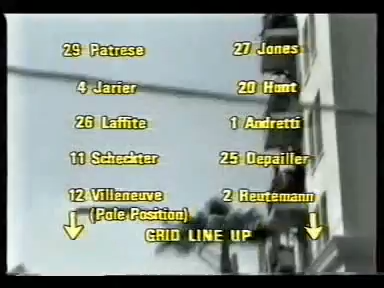 29 Patrese 27 Jones
4 Jarier 20 Hunt
26 Laffite 1 Andretti
11 Scheckter 25 Depailler
12 Villeneuve 2 Reutemann
(Pole Position)
GRID LINE UP